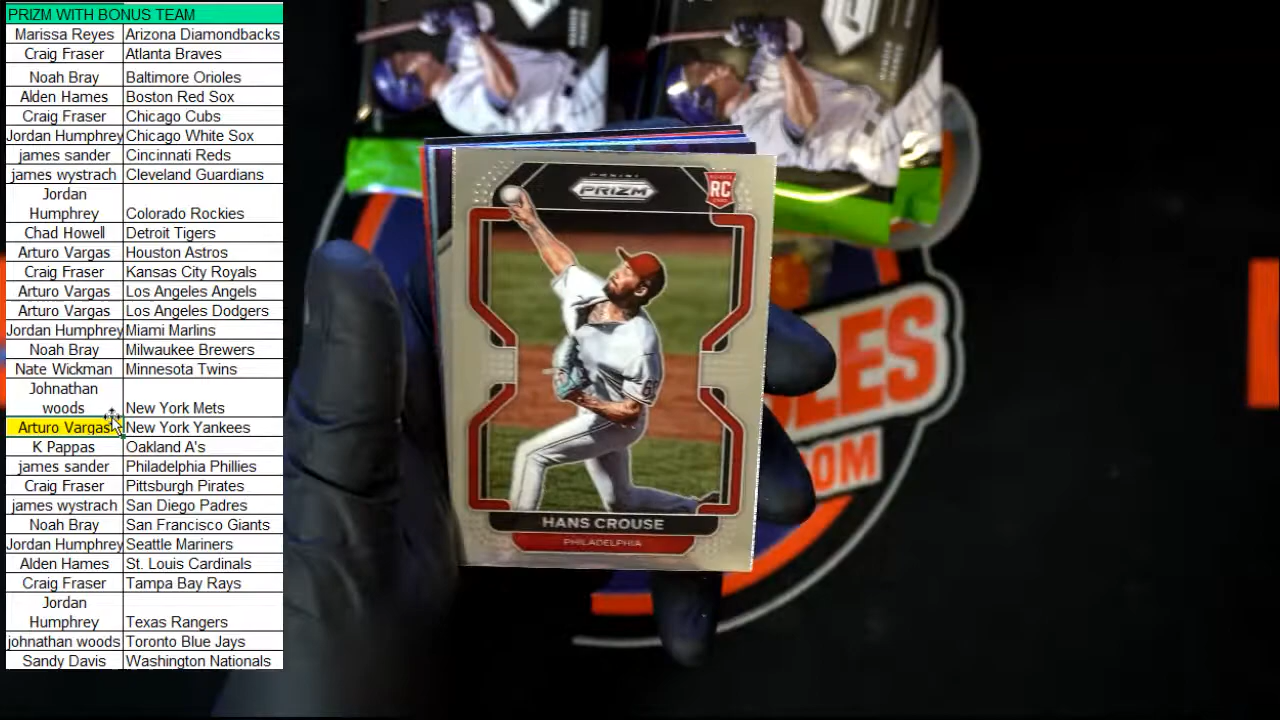 PRIZM WITH BONUS TEAM
Marissa Reyes Arizona Diamondbacks
Craig Fraser Atlanta Braves
Noah Bray Baltimore Orioles
Alden Hames Boston Red Sox
Craig Fraser Chicago Cubs
Jordan Humphrey Chicago White Sox
james sander Cincinnati Reds
james wystrach Cleveland Guardians
Jordan
Humphrey Colorado Rockies
Chad Howell Detroit Tigers
Arturo Vargas Houston Astros
Craig Fraser Kansas City Royals
Arturo Vargas Los Angeles Angels
Arturo Vargas Los Angeles Dodgers
Jordan Humphrey Miami Marlins
Noah Bray Milwaukee Brewers
Nate Wickman Minnesota Twins
Johnathan
woods New York Mets
Arturo Vargas New York Yankees
K Pappas Oakland A's
james sander Philadelphia Phillies
Craig Fraser Pittsburgh Pirates
james wystrach San Diego Padres
Noah Bray San Francisco Giants
Jordan Humphrey Seattle Mariners
Alden Hames St. Louis Cardinals
Craig Fraser Tampa Bay Rays
Jordan
Humphrey Texas Rangers
johnathan woods Toronto Blue Jays
Sandy Davis Washington Nationals
PANINI
PRIZM
RC
HANS CROUSE
PHILADELPHIA